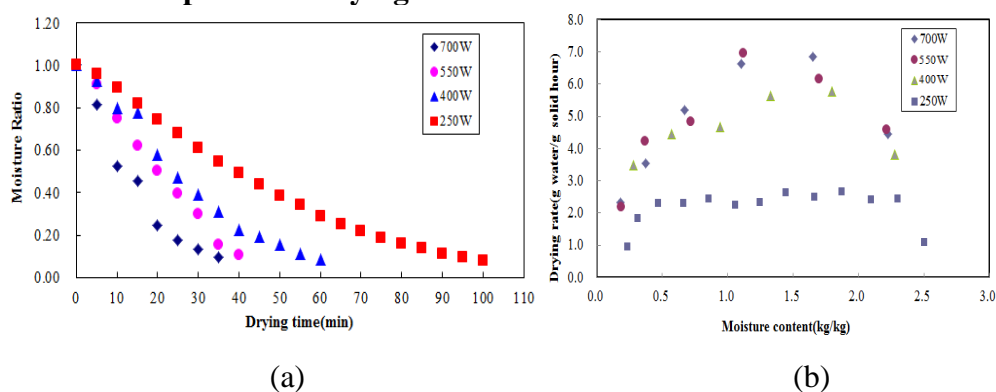 1.20
1.00
0.80
0.60
0.40
0.20
0.00
Moisture Ratio
700W
550W
400W
250W
0 10 20 30 40 50 60 70 80 90 100 110
Drying time(min)
(a)
8.0
7.0
6.0
5.0
4.0
3.0
2.0
1.0
0.0
Drying rate(g water/g solid hour)
700W
550W
400W
250W
0.0 0.5 1.0 1.5 2.0 2.5 3.0
Moisture content(kg/kg)
(b)